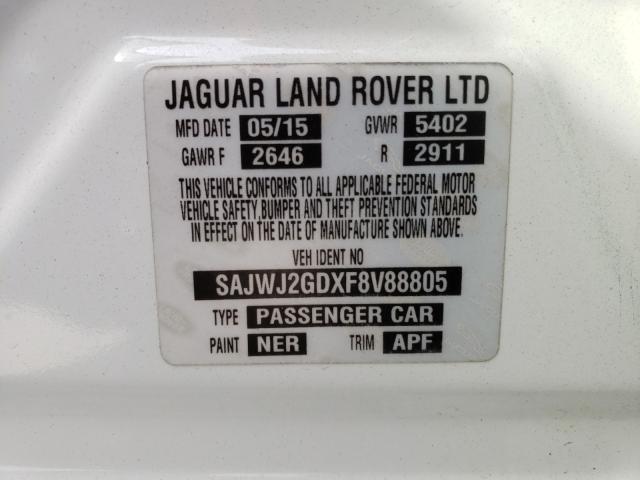 JAGUAR LAND ROVER LTD
MFD DATE 05/15 GVWR 5402
GAWR F 2646 R 2911
THIS VEHICLE CONFORMS TO ALL APPLICABLE FEDERAL MOTOR
VEHICLE SAFETY, BUMPER AND THEFT PREVENTION STANDARDS
IN EFFECT ON THE DATE OF MANUFACTURE SHOWN ABOVE.
VEH IDENT NO
SAJWJ2GDXF8V88805
TYPE PASSENGER CAR
PAINT NER TRIM APF